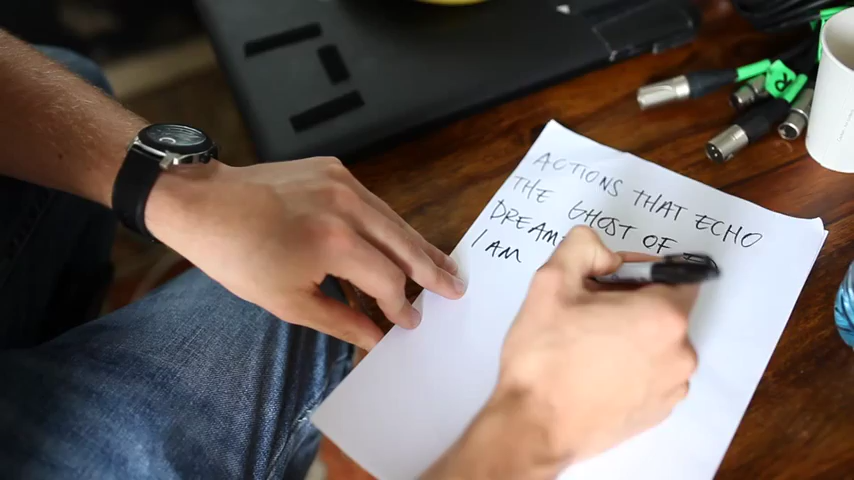 ACTIONS THAT ECHO
THE GHOST OF
DREAM
I AM
R